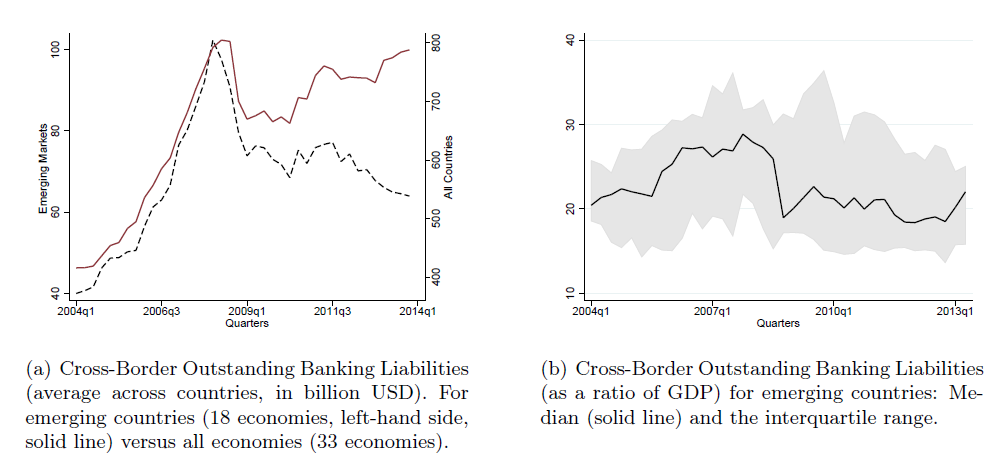 Emerging Markets
100
80
60
40
All Countries
800
700
600
500
400
2004q1 2006q3 2009q1 2011q3 2014q1
Quarters
40
30
20
10
2004q1 2007q1 2010q1 2013q1
Quarters
(a) Cross-Border Outstanding Banking Liabilities
(average across countries, in billion USD). For
emerging countries (18 economies, left-hand side,
solid line) versus all economies (33 economies).
(b) Cross-Border Outstanding Banking Liabilities
(as a ratio of GDP) for emerging countries: Me-
dian (solid line) and the interquartile range.